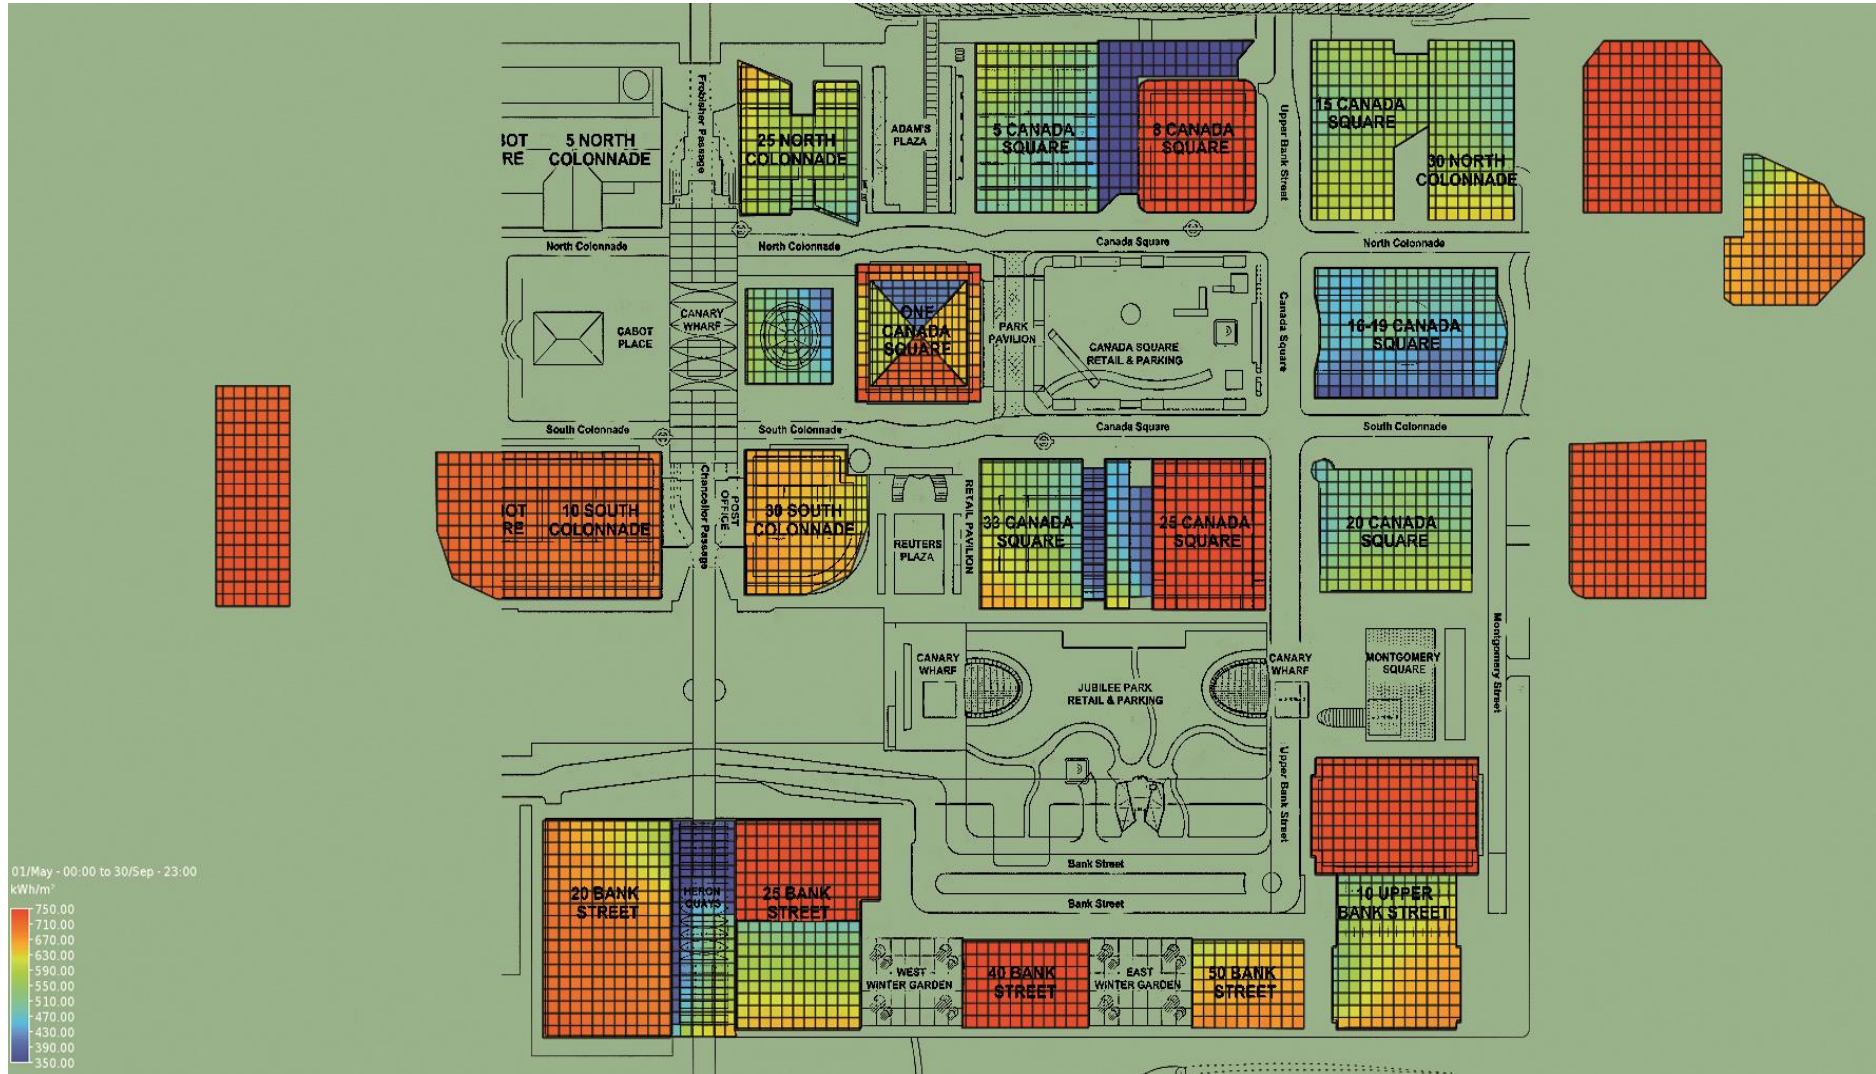 Frobisher Passage
5 NORTH
COLONNADE
25 NORTH
COLONNADE
ADAM'S
PLAZA
5 CANADA
SQUARE
8 CANADA
SQUARE
Upper Bank Street
15 CANADA
SQUARE
30 NORTH
COLONNADE
North Colonnade
North Colonnade
Canada Square
North Colonnade
CABOT
PLACE
CANARY
WHARF
ONE
CANADA
SQUARE
PARK
PAVILION
CANADA SQUARE
RETAIL & PARKING
Canada Square
16-19 CANADA
SQUARE
South Colonnade
South Colonnade
Canada Square
South Colonnade
OT
RE
10 SOUTH
COLONNADE
Chancellor Passage
POST
OFFICE
30 SOUTH
COLONNADE
REUTERS
PLAZA
RETAIL PAVILION
33 CANADA
SQUARE
25 CANADA
SQUARE
20 CANADA
SQUARE
Montgomery Street
CANARY
WHARF
JUBILEE PARK
RETAIL & PARKING
CANARY
WHARF
MONTGOMERY
SQUARE
Upper Bank Street
Bank Street
Bank Street
20 BANK
STREET
HERON
QUAYS
25 BANK
STREET
WEST
WINTER GARDEN
40 BANK
STREET
EAST
WINTER GARDEN
50 BANK
STREET
10 UPPER
BANK STREET
01/May - 00:00 to 30/Sep - 23:00
kWh/m²
750.00
710.00
670.00
630.00
590.00
550.00
510.00
470.00
430.00
390.00
350.00